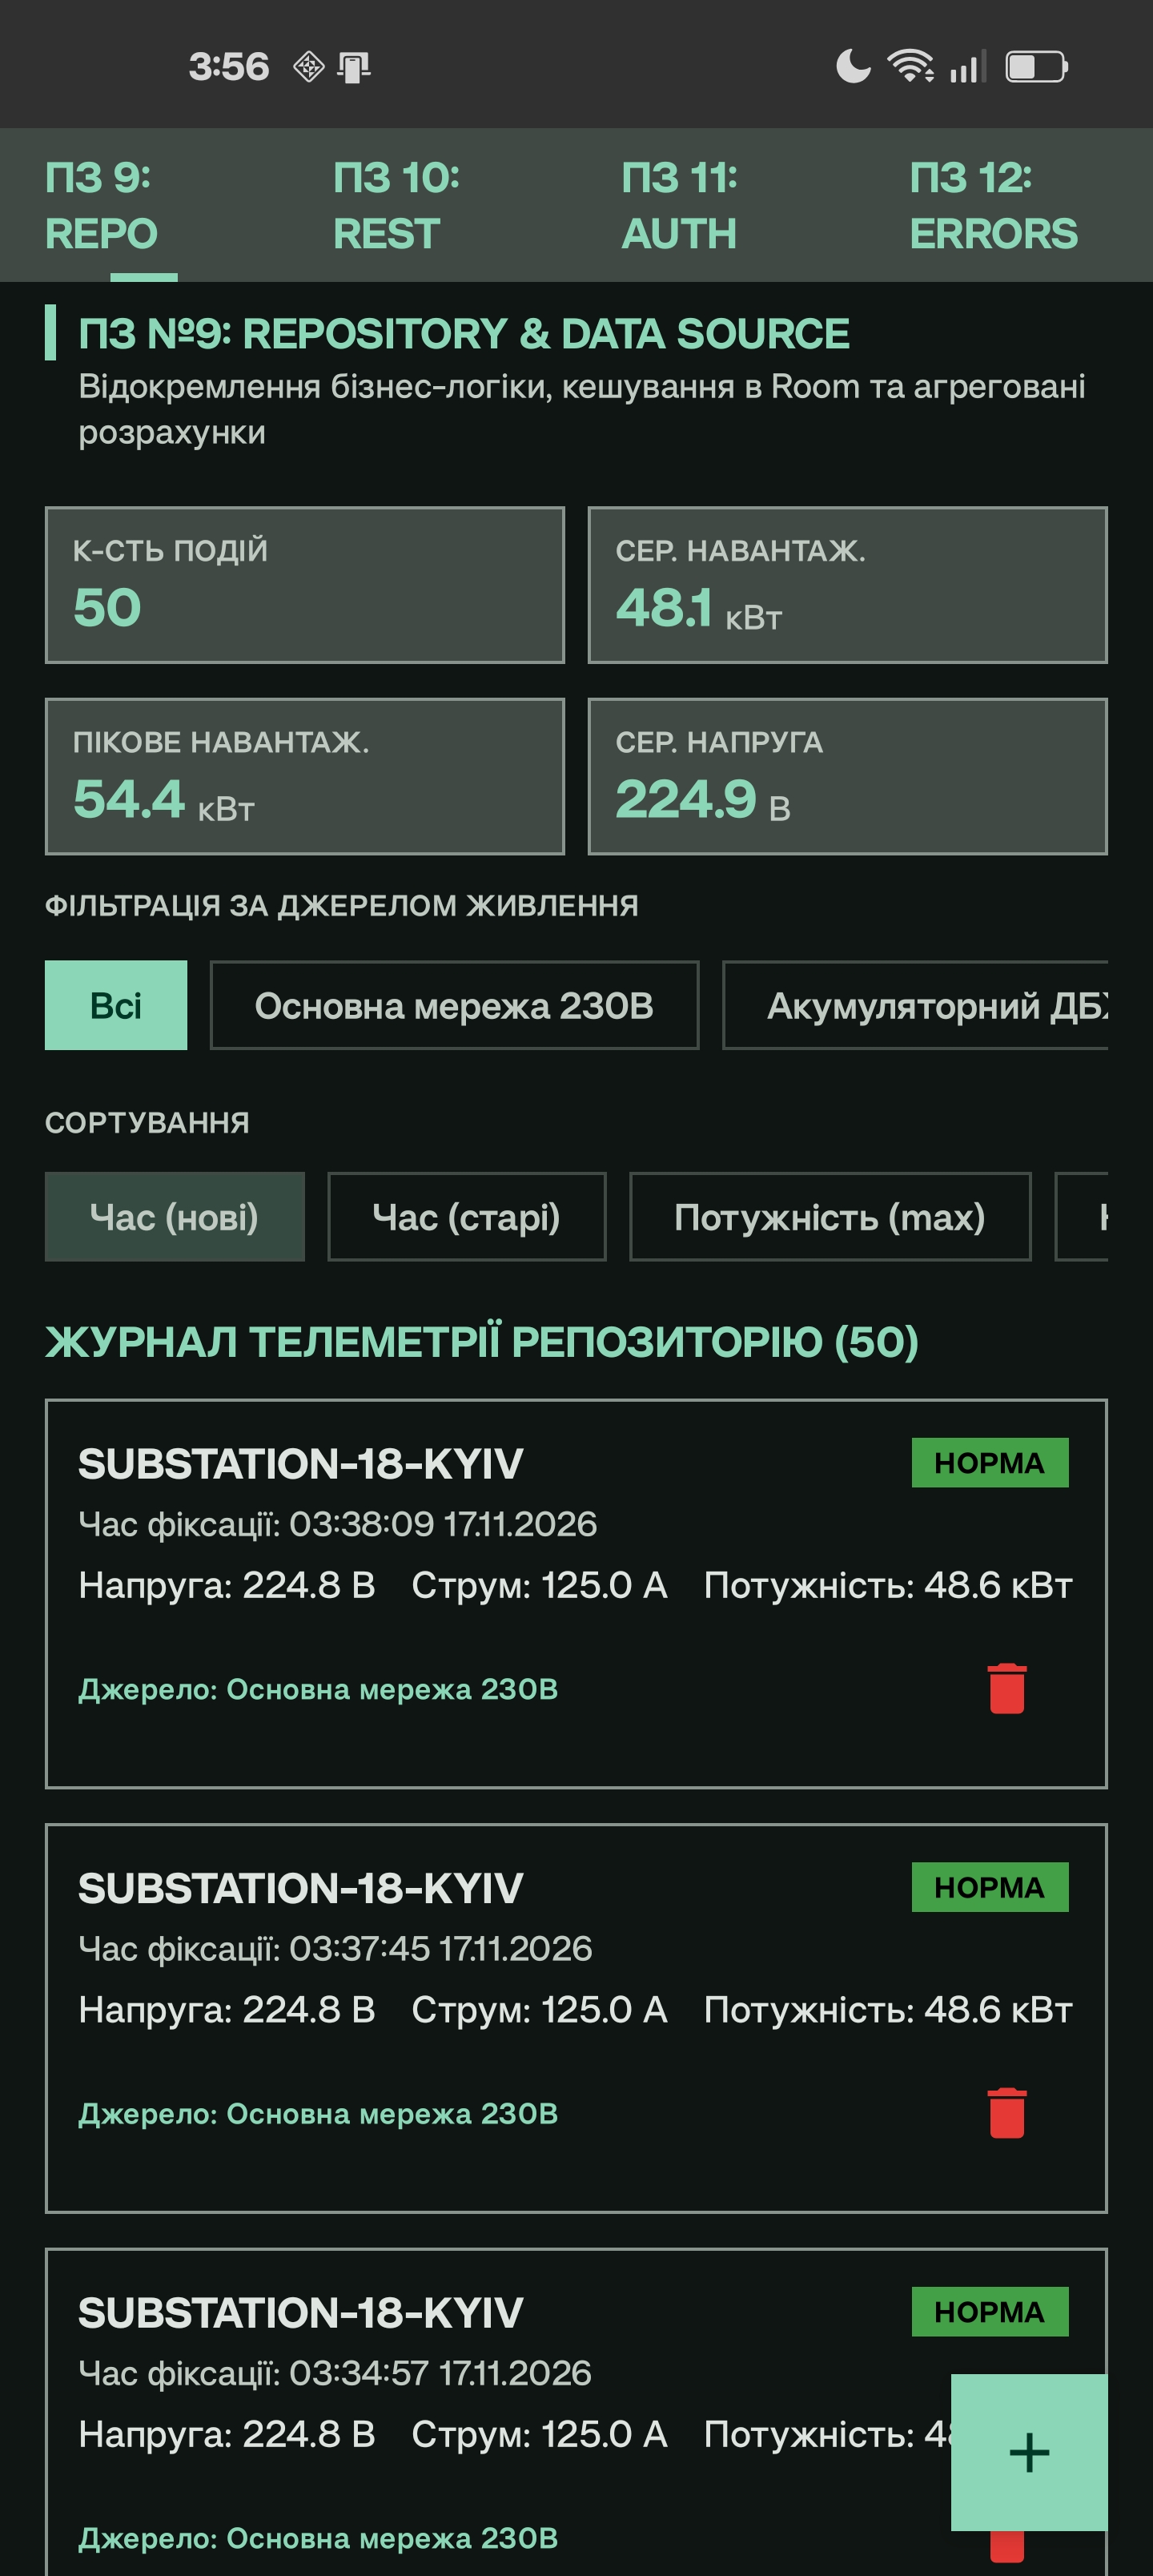 3:56
ПЗ 9:
REPO
ПЗ 10:
REST
ПЗ 11:
AUTH
ПЗ 12:
ERRORS
ПЗ №9: REPOSITORY & DATA SOURCE
Відокремлення бізнес-логіки, кешування в Room та агреговані
розрахунки
К-СТЬ ПОДІЙ
50
СЕР. НАВАНТАЖ.
48.1 кВт
ПІКОВЕ НАВАНТАЖ.
54.4 кВт
СЕР. НАПРУГА
224.9 В
ФІЛЬТРАЦІЯ ЗА ДЖЕРЕЛОМ ЖИВЛЕННЯ
Всі
Основна мережа 230В
Акумуляторний
СОРТУВАННЯ
Час (нові)
Час (старі)
Потужність (max)
ЖУРНАЛ ТЕЛЕМЕТРІЇ РЕПОЗИТОРІЮ (50)
SUBSTATION-18-KYIV
НОРМА
Час фіксації: 03:38:09 17.11.2026
Напруга: 224.8 В Струм: 125.0 А Потужність: 48.6 кВт
Джерело: Основна мережа 230В
SUBSTATION-18-KYIV
НОРМА
Час фіксації: 03:37:45 17.11.2026
Напруга: 224.8 В Струм: 125.0 А Потужність: 48.6 кВт
Джерело: Основна мережа 230В
SUBSTATION-18-KYIV
НОРМА
Час фіксації: 03:34:57 17.11.2026
Напруга: 224.8 В Струм: 125.0 А Потужність:
Джерело: Основна мережа 230В